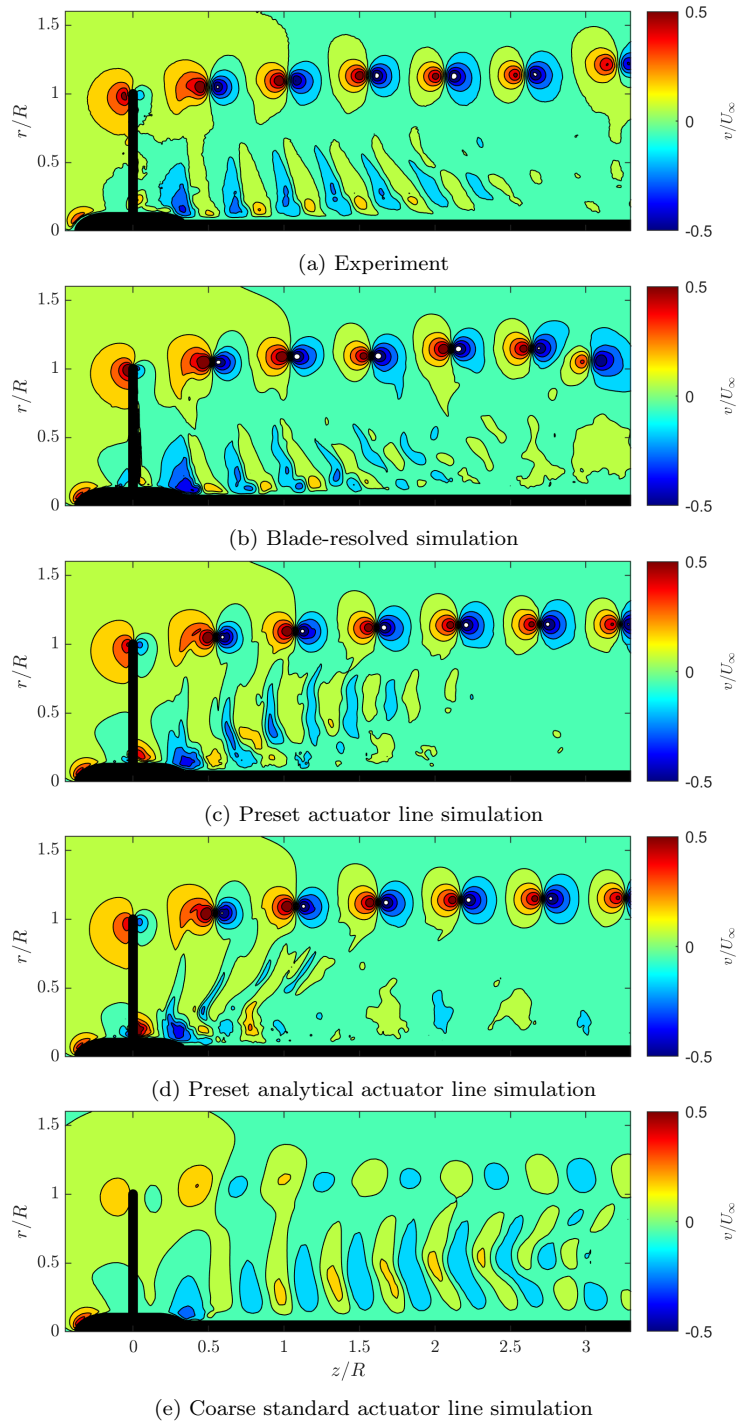 1.5
1
0.5
0
r/R
0.5
0
-0.5
v/U∞
(a) Experiment
1.5
1
0.5
0
r/R
0.5
0
-0.5
v/U∞
(b) Blade-resolved simulation
1.5
1
0.5
0
r/R
0.5
0
-0.5
v/U∞
(c) Preset actuator line simulation
1.5
1
0.5
0
r/R
0.5
0
-0.5
v/U∞
(d) Preset analytical actuator line simulation
1.5
1
0.5
0
r/R
0.5
0
-0.5
v/U∞
0 0.5 1 1.5 2 2.5 3
z/R
(e) Coarse standard actuator line simulation